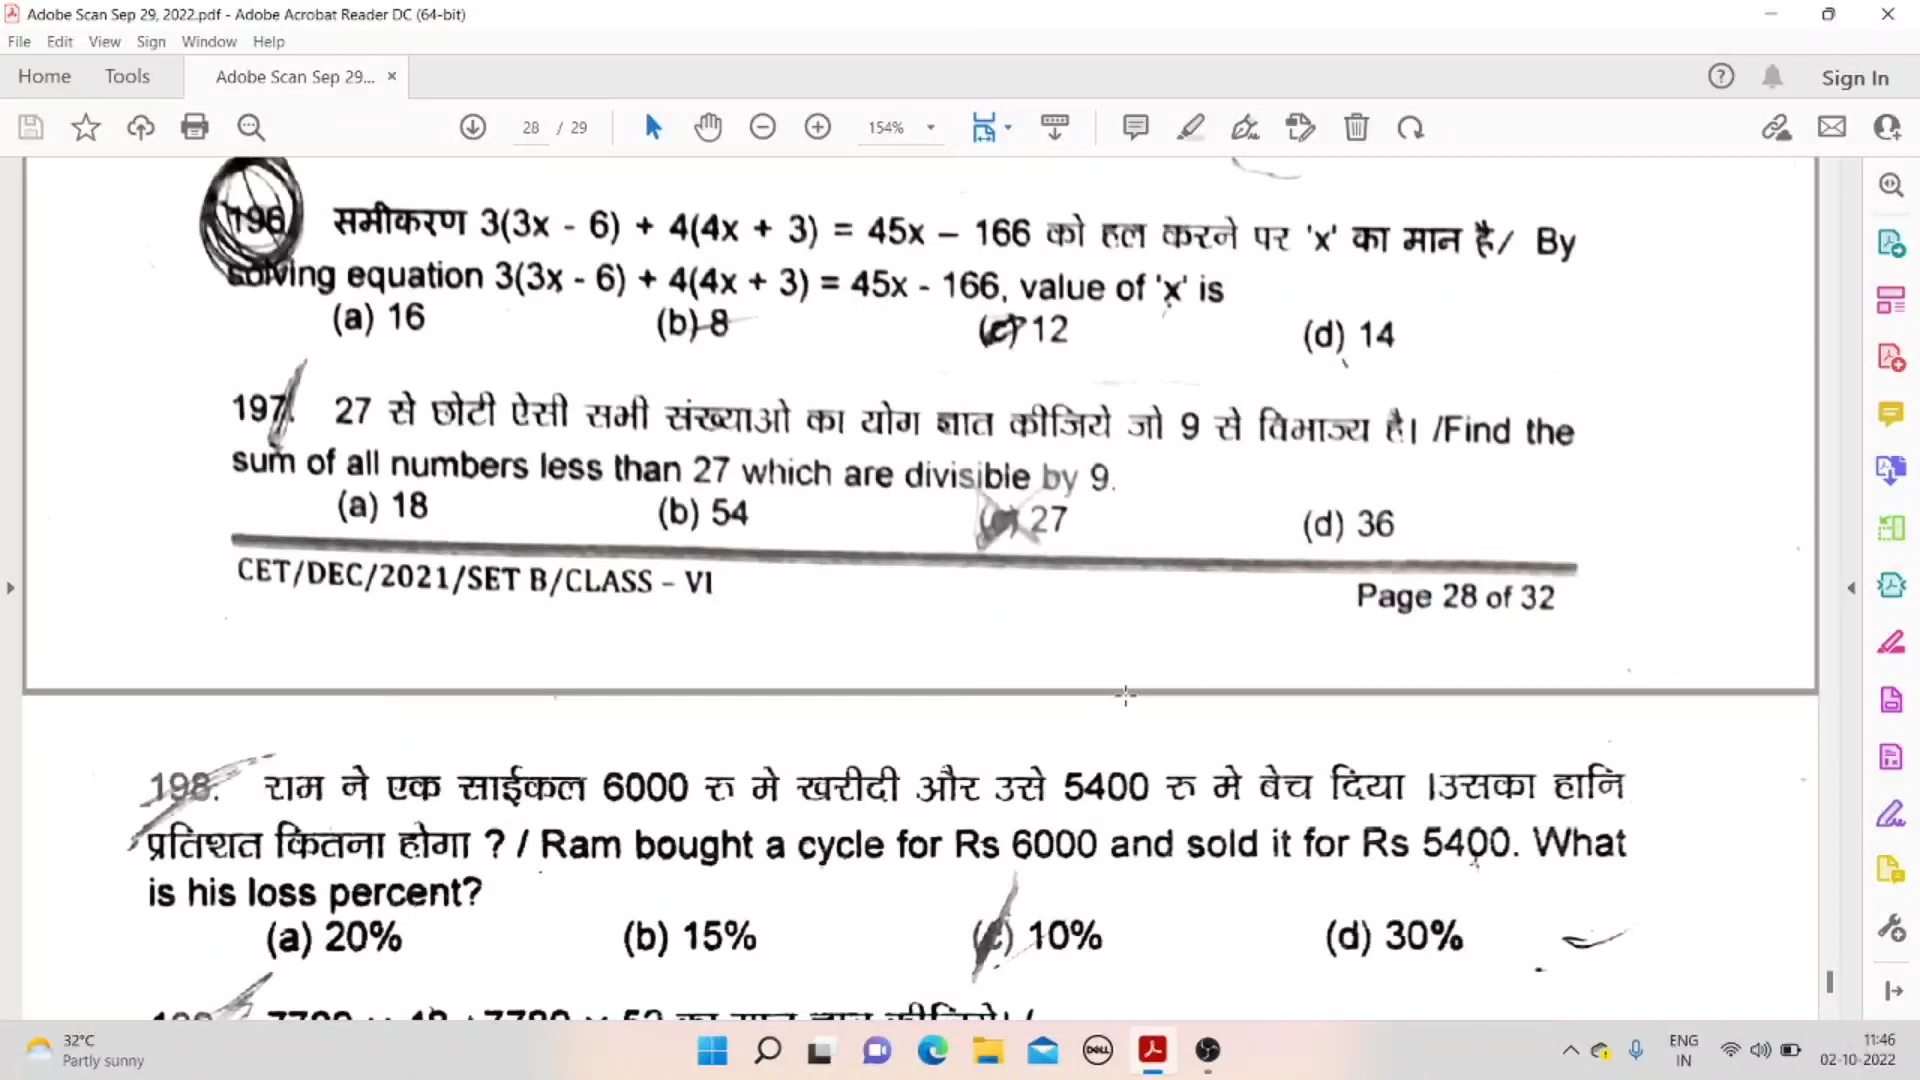 Adobe Scan Sep 29, 2022.pdf - Adobe Acrobat Reader DC (64-bit)
File Edit View Sign Window Help
Home Tools Adobe Scan Sep 29... × Sign In
28 / 29 154%
196. समीकरण 3(3x - 6) + 4(4x + 3) = 45x – 166 को हल करने पर 'x' का मान है/ By
solving equation 3(3x - 6) + 4(4x + 3) = 45x - 166, value of 'x' is
(a) 16 (b) 8 (c) 12 (d) 14
197. 27 से छोटी ऐसी सभी संख्याओ का योग ज्ञात कीजिये जो 9 से विभाज्य है। /Find the
sum of all numbers less than 27 which are divisible by 9.
(a) 18 (b) 54 (c) 27 (d) 36
CET/DEC/2021/SET B/CLASS – VI
Page 28 of 32
198. राम ने एक साईकल 6000 रु मे खरीदी और उसे 5400 रु मे बेच दिया ।उसका हानि
प्रतिशत कितना होगा ? / Ram bought a cycle for Rs 6000 and sold it for Rs 5400. What
is his loss percent?
(a) 20% (b) 15% (c) 10% (d) 30%
32°C
Partly sunny
DELL
ENG
IN
11:46
02-10-2022